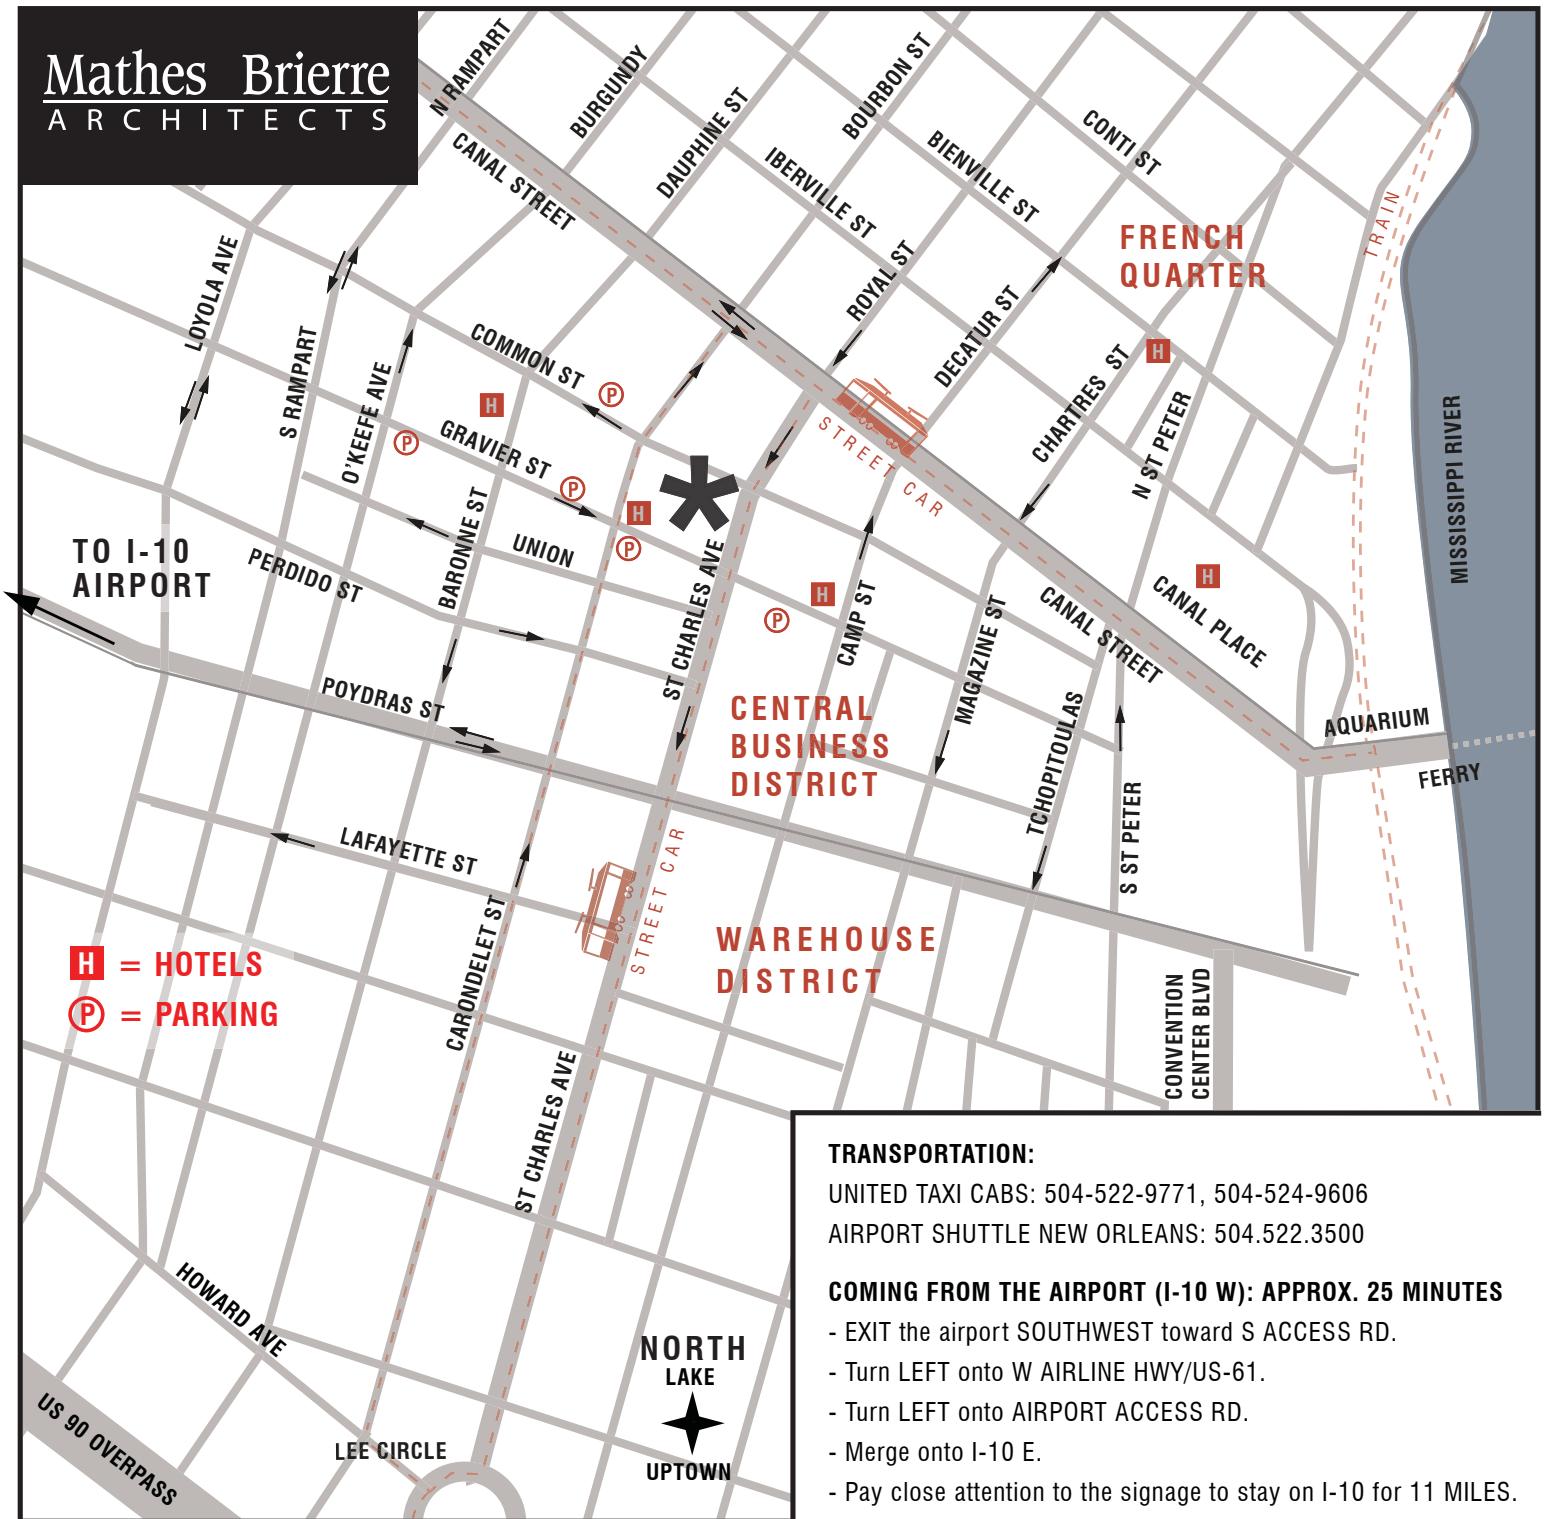 Mathes Brierre
ARCHITECTS
N RAMPART
BURGUNDY
DAUPHINE ST
BOURBON ST
CANAL STREET
IBERVILLE ST
BIENVILLE ST
CONTI ST
FRENCH
QUARTER
TRAIN
LOYOLA AVE
S RAMPART
O'KEEFE AVE
COMMON ST
ROYAL ST
DECATUR ST
CHARTRES ST
N ST PETER
H
H
P
P
GRAVIER ST
P
H
P
STREET CAR
MISSISSIPPI RIVER
TO I-10
AIRPORT
PERDIDO ST
BARONNE ST
UNION
ST CHARLES AVE
H
P
CAMP ST
MAGAZINE ST
CANAL STREET
H
CANAL PLACE
POYDRAS ST
CENTRAL
BUSINESS
DISTRICT
TCHOPITOULAS
S ST PETER
AQUARIUM
FERRY
LAFAYETTE ST
STREET CAR
CARONDELET ST
WAREHOUSE
DISTRICT
CONVENTION
CENTER BLVD
H = HOTELS
P = PARKING
ST CHARLES AVE
HOWARD AVE
US 90 OVERPASS
LEE CIRCLE
NORTH
LAKE
UPTOWN
TRANSPORTATION:
UNITED TAXI CABS: 504-522-9771, 504-524-9606
AIRPORT SHUTTLE NEW ORLEANS: 504.522.3500
COMING FROM THE AIRPORT (I-10 W): APPROX. 25 MINUTES
- EXIT the airport SOUTHWEST toward S ACCESS RD.
- Turn LEFT onto W AIRLINE HWY/US-61.
- Turn LEFT onto AIRPORT ACCESS RD.
- Merge onto I-10 E.
- Pay close attention to the signage to stay on I-10 for 11 MILES.